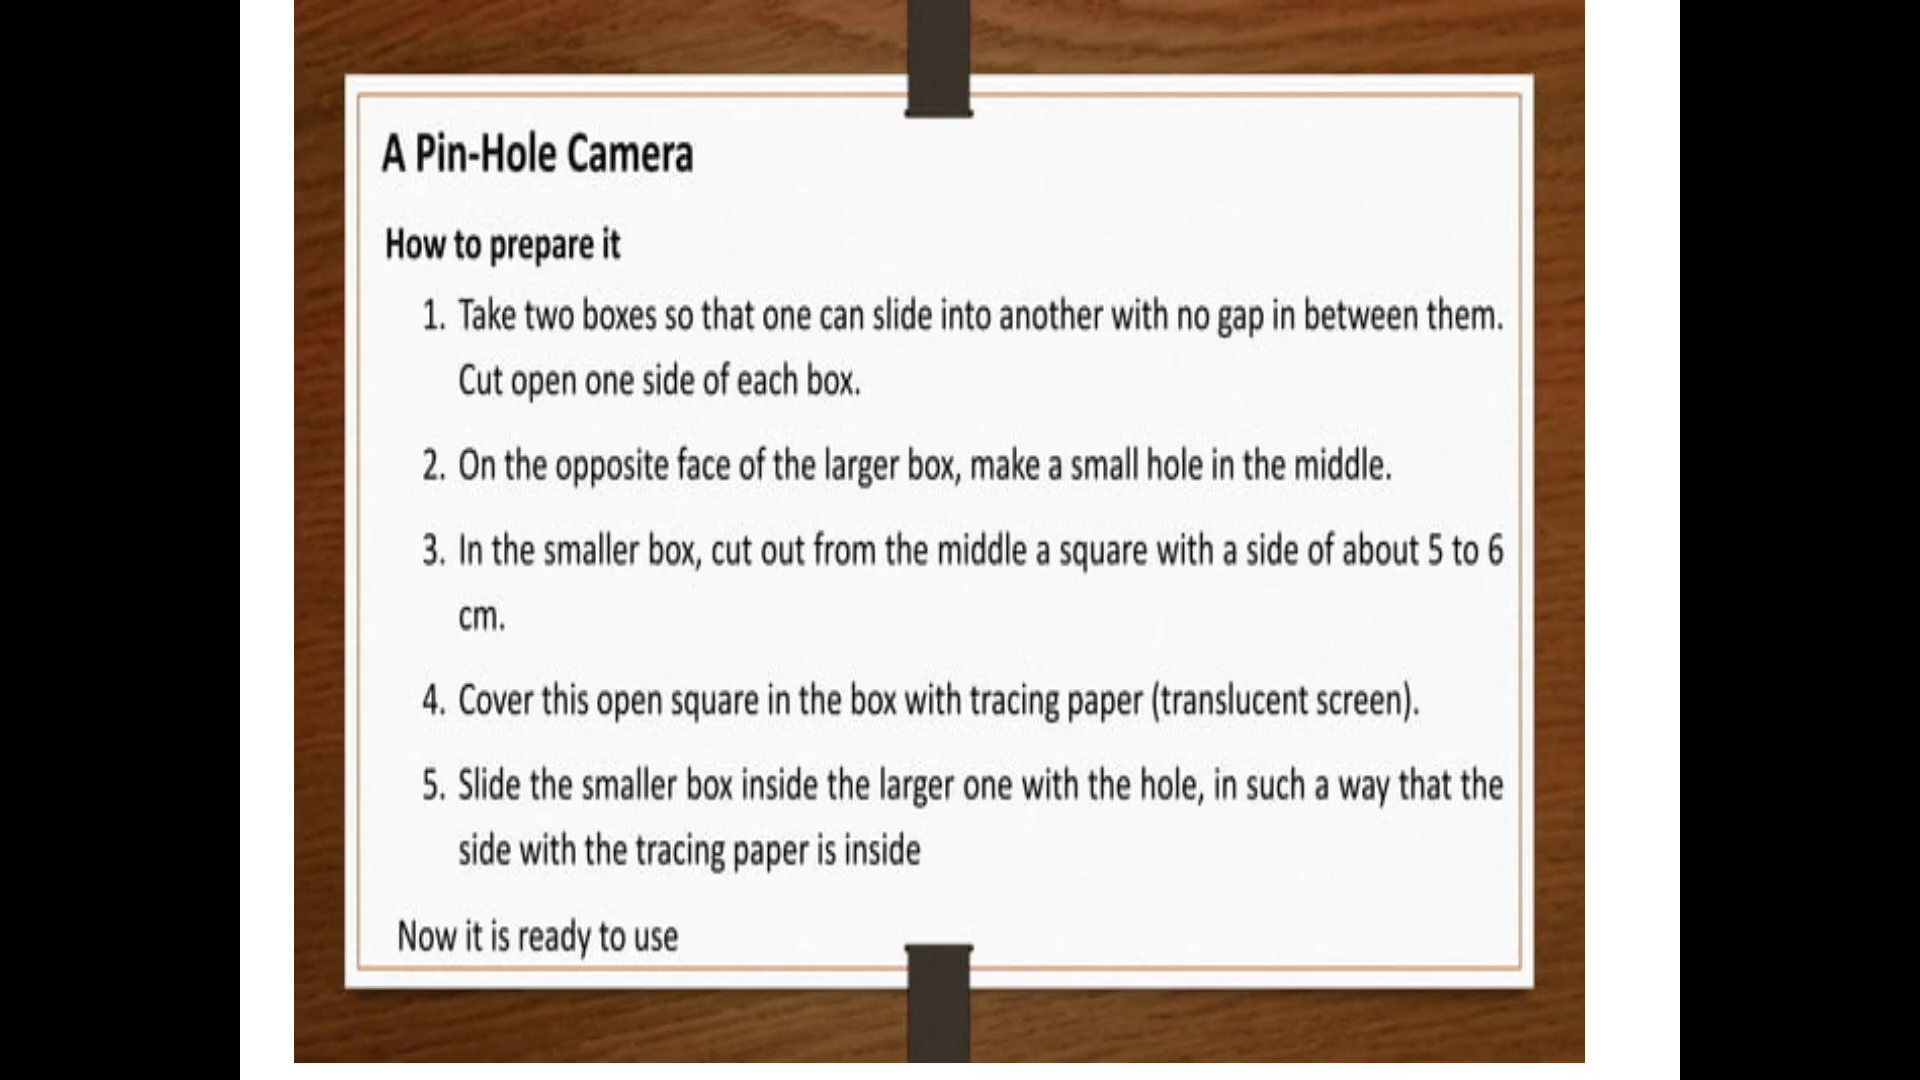 A Pin-Hole Camera
How to prepare it
1. Take two boxes so that one can slide into another with no gap in between them.
Cut open one side of each box.
2. On the opposite face of the larger box, make a small hole in the middle.
3. In the smaller box, cut out from the middle a square with a side of about 5 to 6
cm.
4. Cover this open square in the box with tracing paper (translucent screen).
5. Slide the smaller box inside the larger one with the hole, in such a way that the
side with the tracing paper is inside
Now it is ready to use